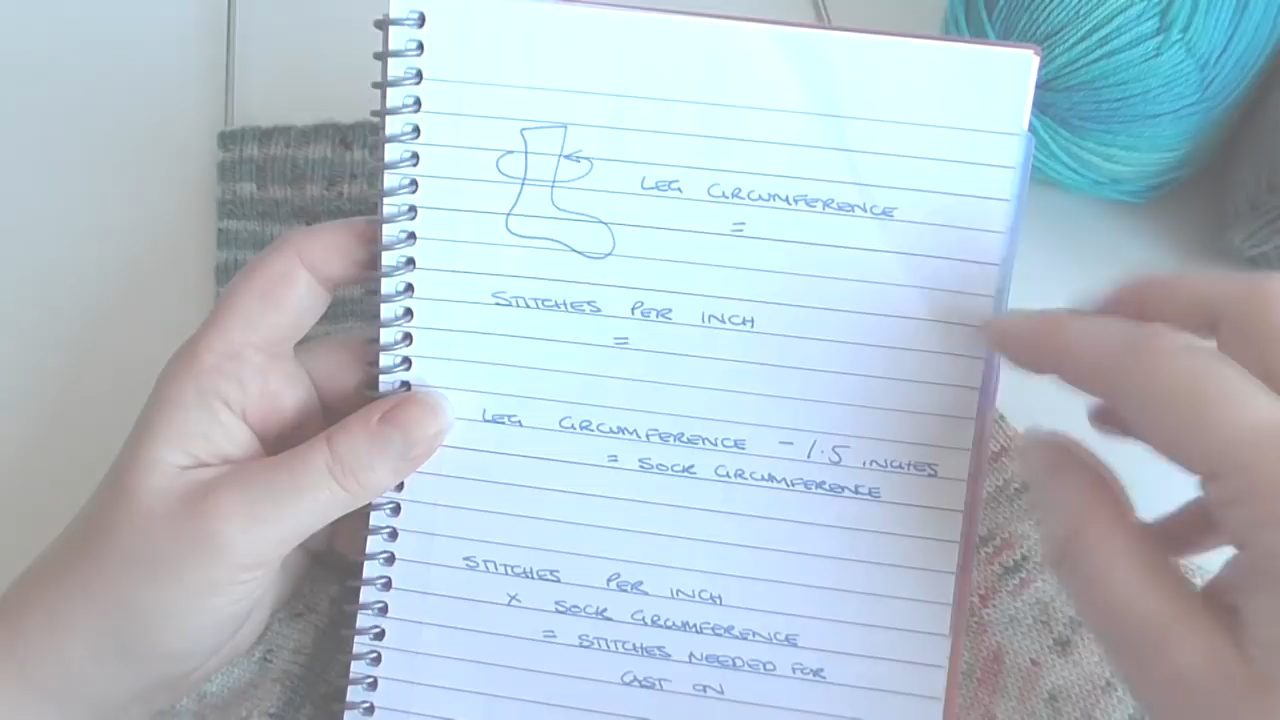 LEG CIRCUMFERENCE
=
STITCHES PER INCH
=
LEG CIRCUMFERENCE - 1.5 INCHES
= SOCK CIRCUMFERENCE
STITCHES PER INCH
x SOCK CIRCUMFERENCE
= STITCHES NEEDED FOR
CAST ON